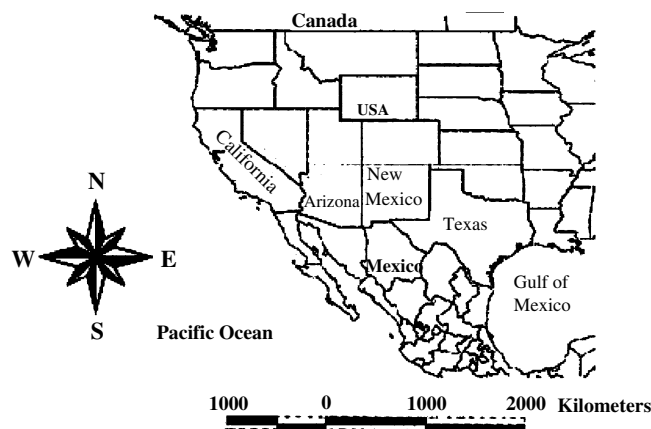 Canada
USA
California
Arizona
New
Mexico
Texas
Mexico
Gulf of
Mexico
N
W E
S
Pacific Ocean
1000 0 1000 2000 Kilometers